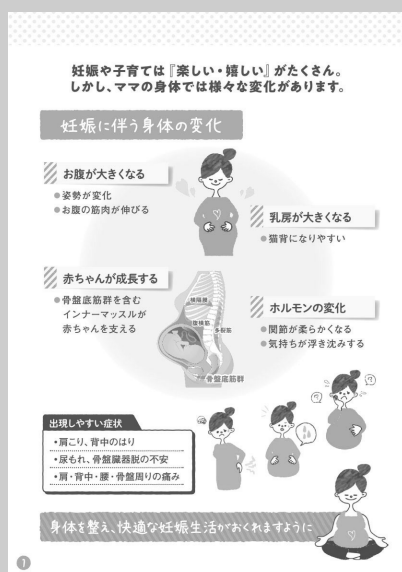 妊娠や子育ては『楽しい・嬉しい』がたくさん。
しかし、ママの身体では様々な変化があります。
妊娠に伴う身体の変化
お腹が大きくなる
●姿勢が変化
●お腹の筋肉が伸びる
乳房が大きくなる
●猫背になりやすい
赤ちゃんが成長する
●骨盤底筋群を含む
インナーマッスルが
赤ちゃんを支える
横隔膜
腹横筋
多裂筋
骨盤底筋群
ホルモンの変化
●関節が柔らかくなる
●気持ちが浮き沈みする
?
?
出現しやすい症状
・肩こり、背中のはり
・尿もれ、骨盤臓器脱の不安
・肩・背中・腰・骨盤周りの痛み
身体を整え、快適な妊娠生活がおくれますように
1